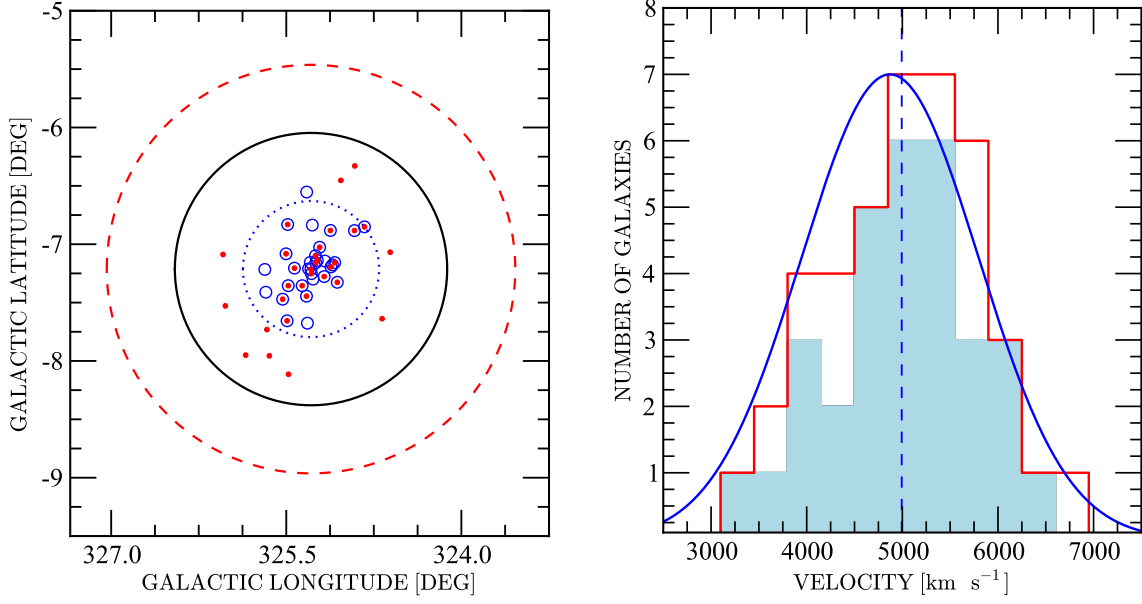 -5
-6
-7
-8
-9
GALACTIC LATITUDE [DEG]
327.0 325.5 324.0
GALACTIC LONGITUDE [DEG]
8
7
6
5
4
3
2
1
NUMBER OF GALAXIES
3000 4000 5000 6000 7000
VELOCITY [km s⁻¹]